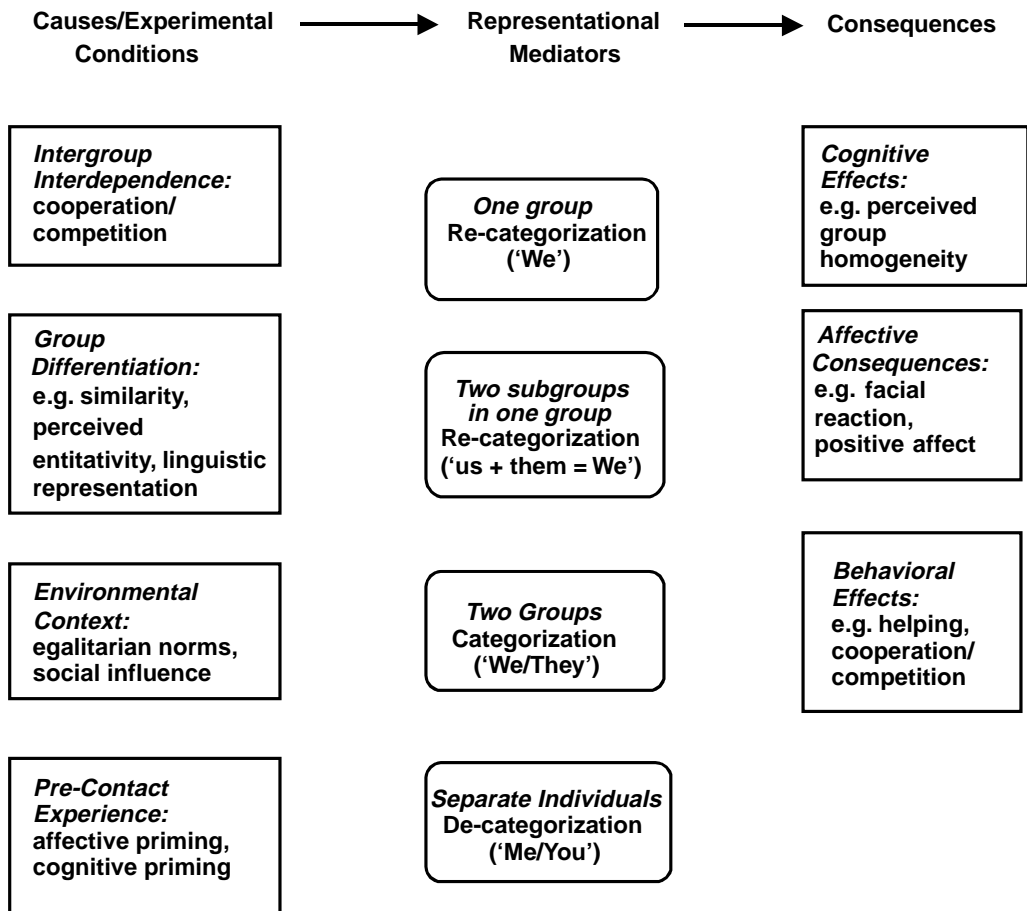 Causes/Experimental
Conditions
Representational
Mediators
Consequences
Intergroup
Interdependence:
cooperation/
competition
Group
Differentiation:
e.g. similarity,
perceived
entitativity, linguistic
representation
Environmental
Context:
egalitarian norms,
social influence
Pre-Contact
Experience:
affective priming,
cognitive priming
One group
Re-categorization
(‘We’)
Two subgroups
in one group
Re-categorization
(‘us + them = We’)
Two Groups
Categorization
(‘We/They’)
Separate Individuals
De-categorization
(‘Me/You’)
Cognitive
Effects:
e.g. perceived
group
homogeneity
Affective
Consequences:
e.g. facial
reaction,
positive affect
Behavioral
Effects:
e.g. helping,
cooperation/
competition